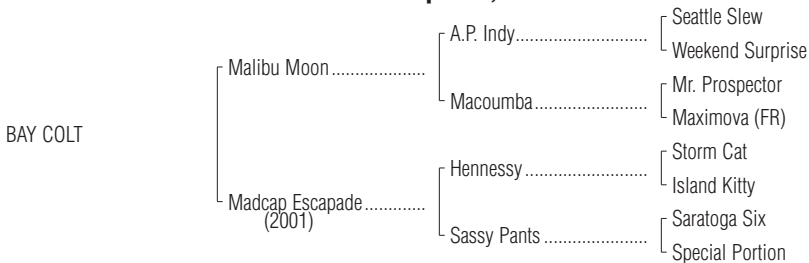 Seattle Slew
A.P. Indy
Weekend Surprise
Malibu Moon
Mr. Prospector
Macoumba
Maximova (FR)
BAY COLT
Storm Cat
Hennessy
Island Kitty
Madcap Escapade
(2001)
Saratoga Six
Sassy Pants
Special Portion